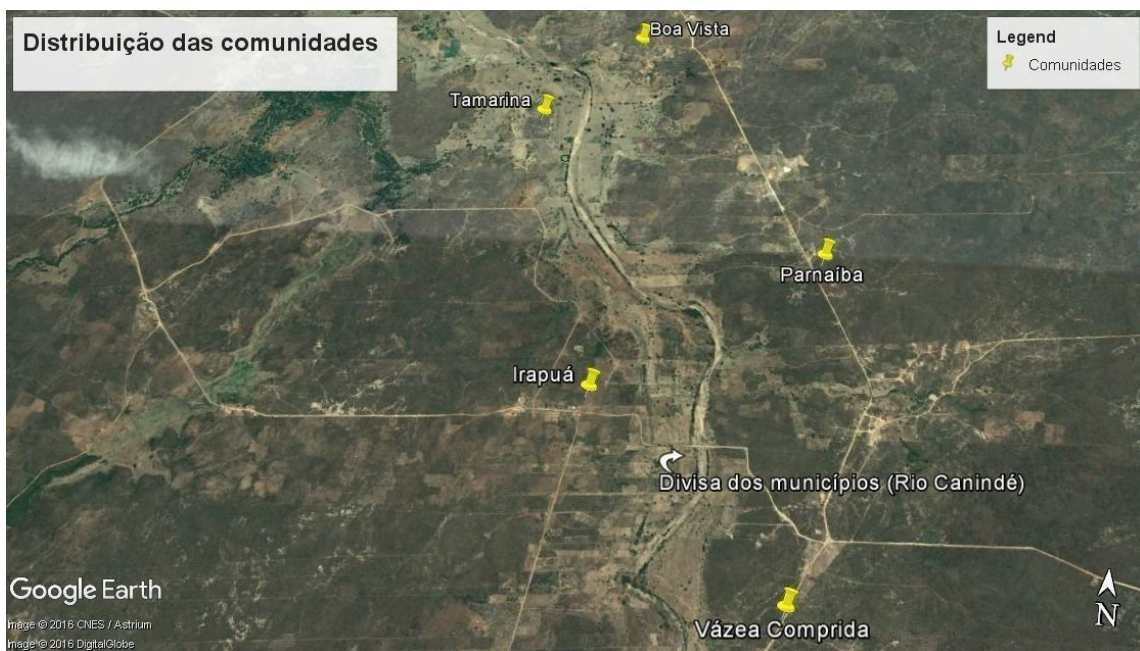 Distribuição das comunidades
Boa Vista
Legend
Comunidades
Tamarina
Parnaíba
Irapuá
Divisa dos municípios (Rio Canindé)
Google Earth
N
Image © 2016 CNES / Astrium
Vázea Comprida
Image © 2016 DigitalGlobe